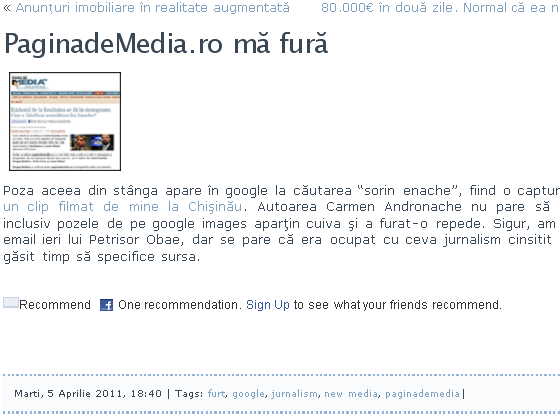 « Anunțuri imobiliare în realitate augmentată 80.000€ în două zile. Normal că ea n
PaginadeMedia.ro mă fură
MEDIA
Poza aceea din stânga apare în google la căutarea “sorin enache”, fiind o captur
un clip filmat de mine la Chişinău. Autoarea Carmen Andronache nu pare să
inclusiv pozele de pe google images aparţin cuiva şi a furat-o repede. Sigur, am
email ieri lui Petrisor Obae, dar se pare că era ocupat cu ceva jurnalism cinsitit
găsit timp să specifice sursa.
Recommend One recommendation. Sign Up to see what your friends recommend.
Marti, 5 Aprilie 2011, 18:40 | Tags: furt, google, jurnalism, new media, paginademedia|